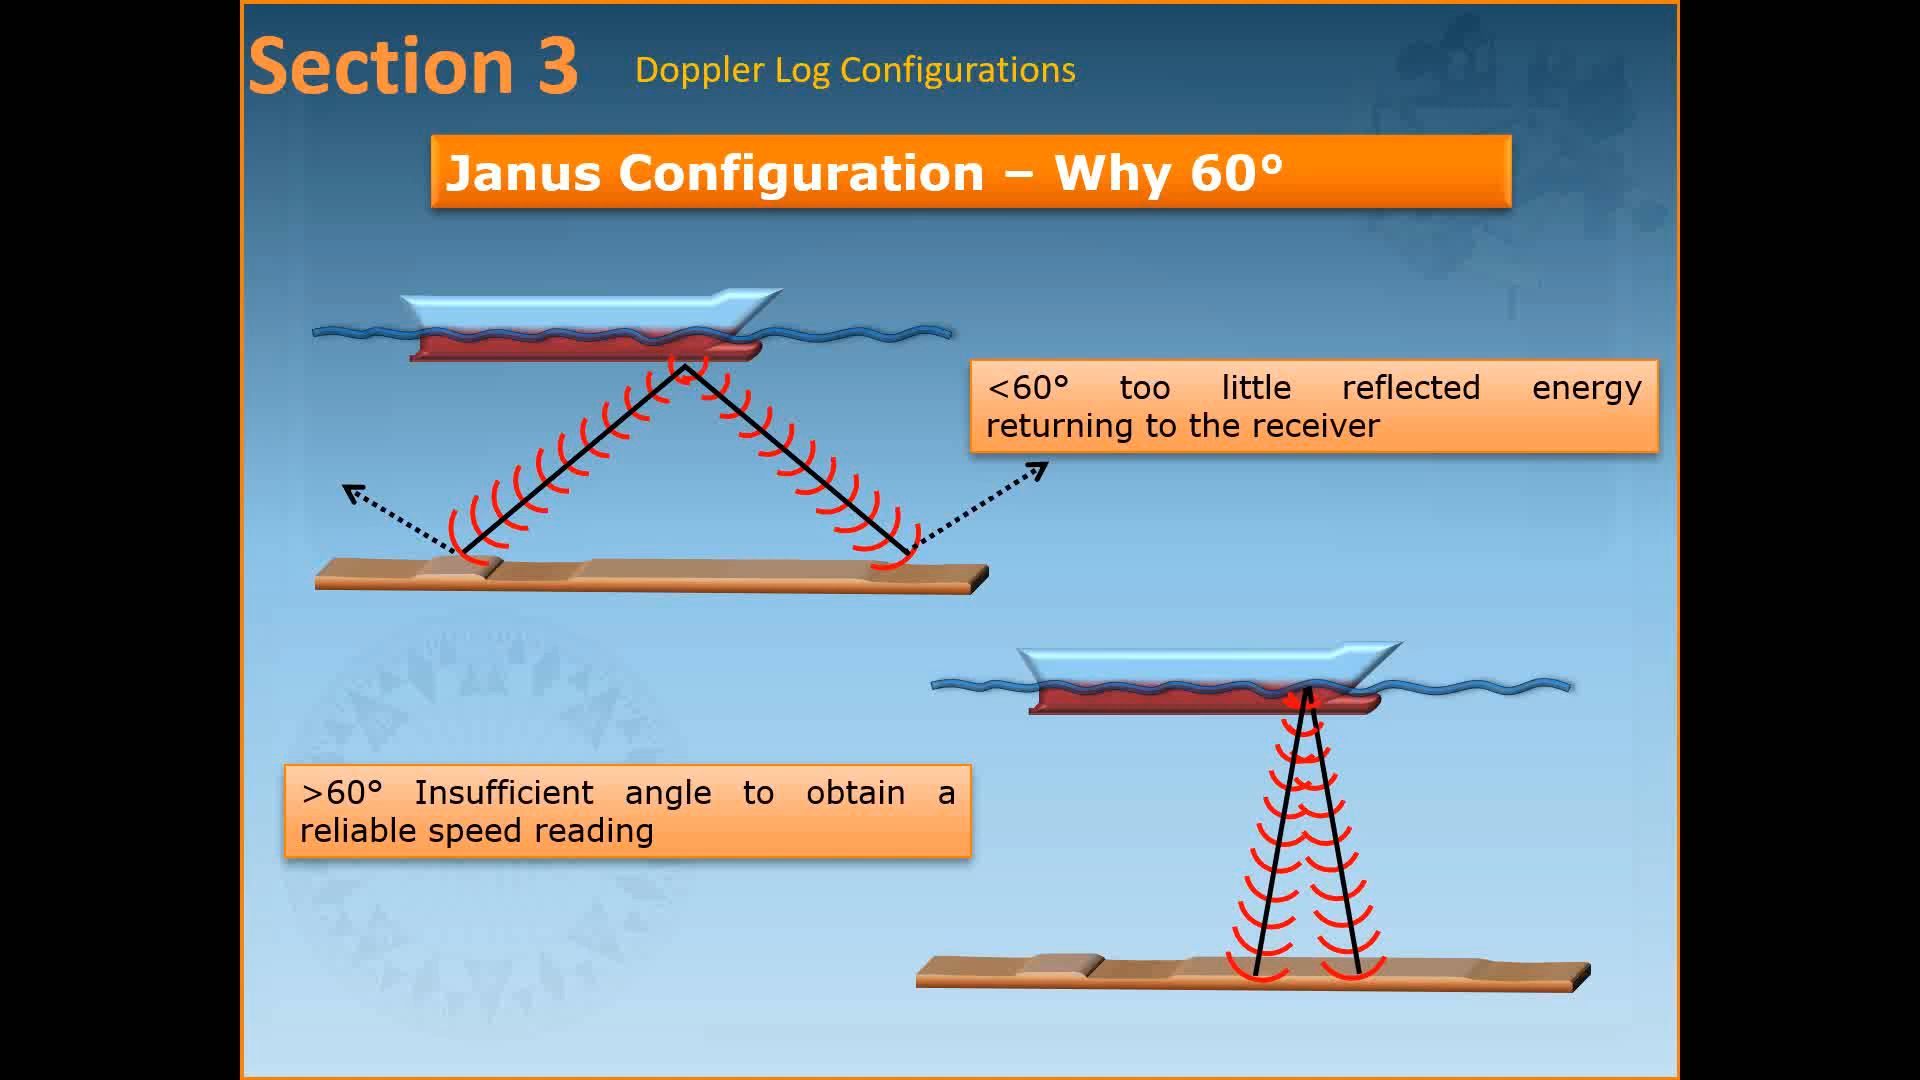 Section 3
Doppler Log Configurations
Janus Configuration – Why 60°
<60° too little reflected energy
returning to the receiver
>60° Insufficient angle to obtain a
reliable speed reading